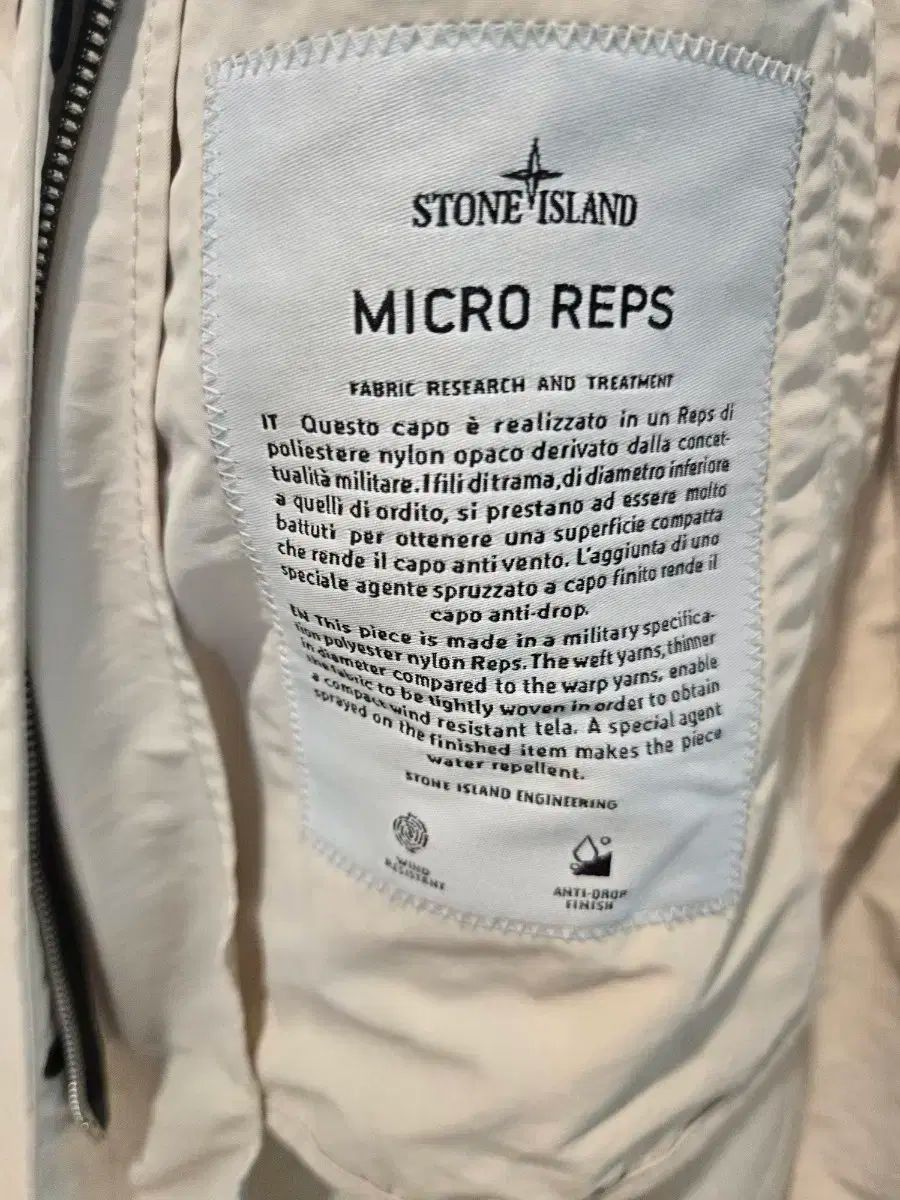 STONE ISLAND
MICRO REPS
FABRIC RESEARCH AND TREATMENT
IT Questo capo è realizzato in un Reps di
poliestere nylon opaco derivato dalla concet-
tualità militare. I fili di trama, di diametro inferiore
a quelli di ordito, si prestano ad essere molto
battuti per ottenere una superficie compatta
che rende il capo anti vento. L'aggiunta di uno
speciale agente spruzzato a capo finito rende il
capo anti-drop.
EN This piece is made in a military specifica-
tion polyester nylon Reps. The weft yarns, thinner
in diameter compared to the warp yarns, enable
the fabric to be tightly woven in order to obtain
a compact wind resistant tela. A special agent
sprayed on the finished item makes the piece
water repellent.
STONE ISLAND ENGINEERING
WIND
RESISTANT
ANTI-DROP
FINISH